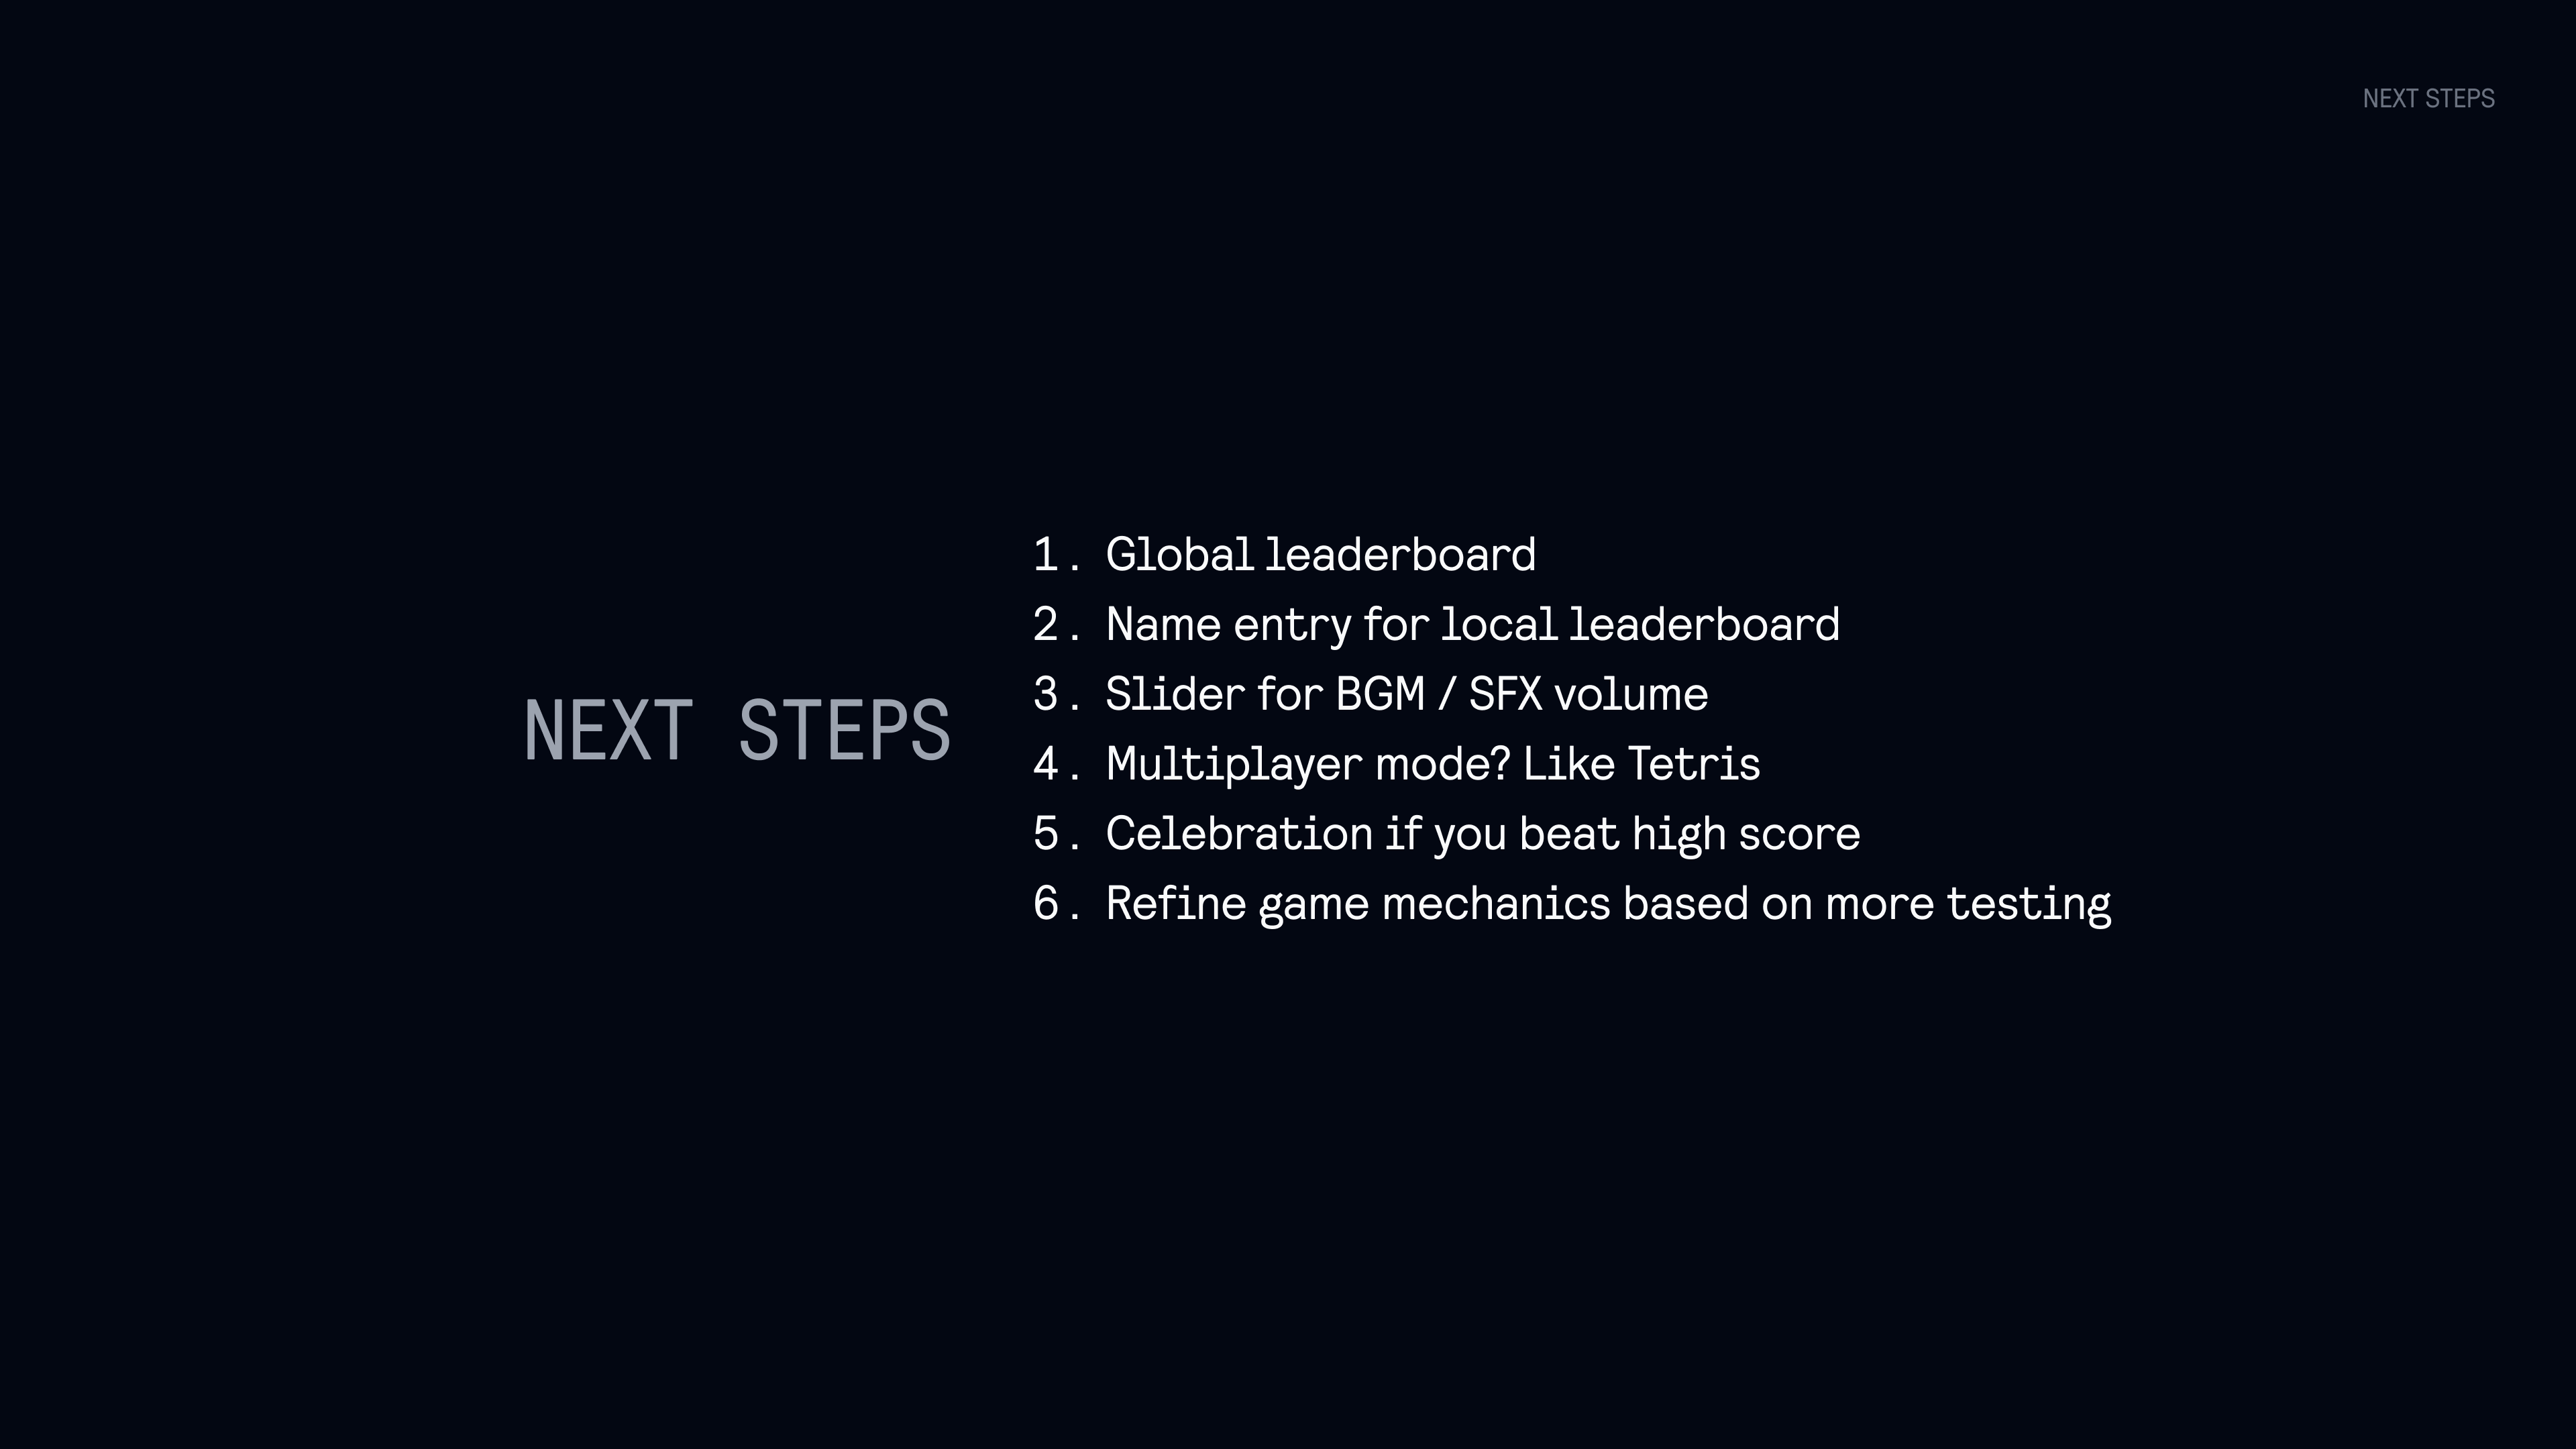 NEXT STEPS
NEXT STEPS
1. Global leaderboard
2. Name entry for local leaderboard
3. Slider for BGM / SFX volume
4. Multiplayer mode? Like Tetris
5. Celebration if you beat high score
6. Refine game mechanics based on more testing